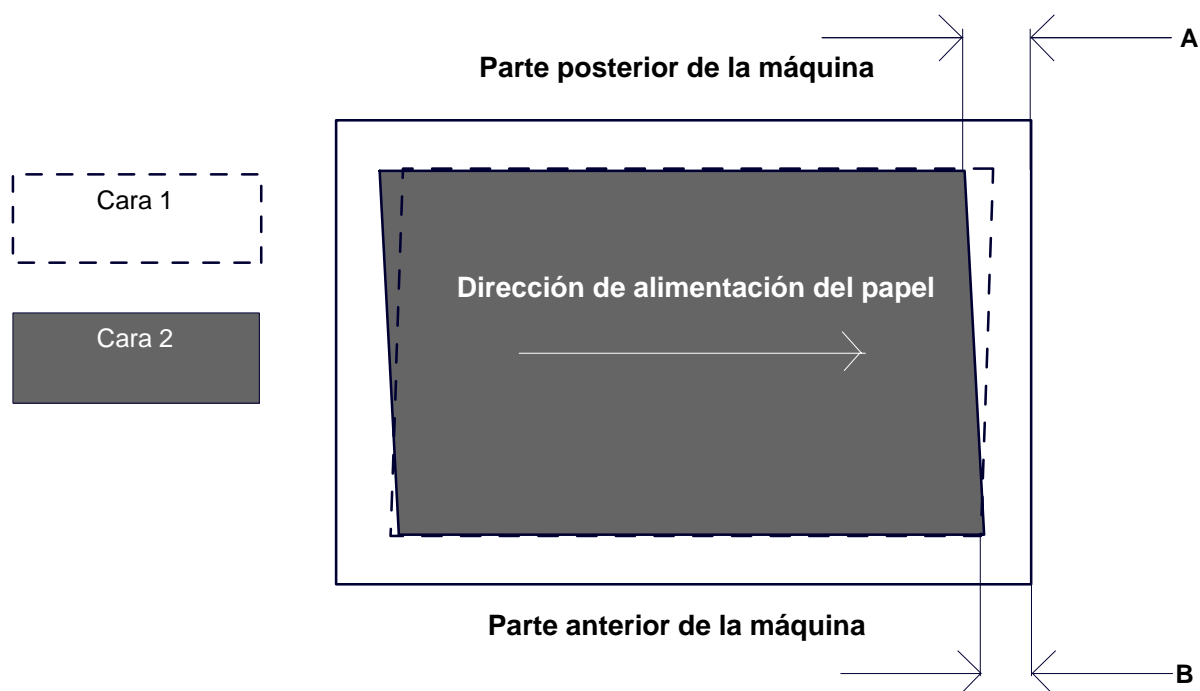 A
Parte posterior de la máquina
Cara 1
Dirección de alimentación del papel
Cara 2
Parte anterior de la máquina
B